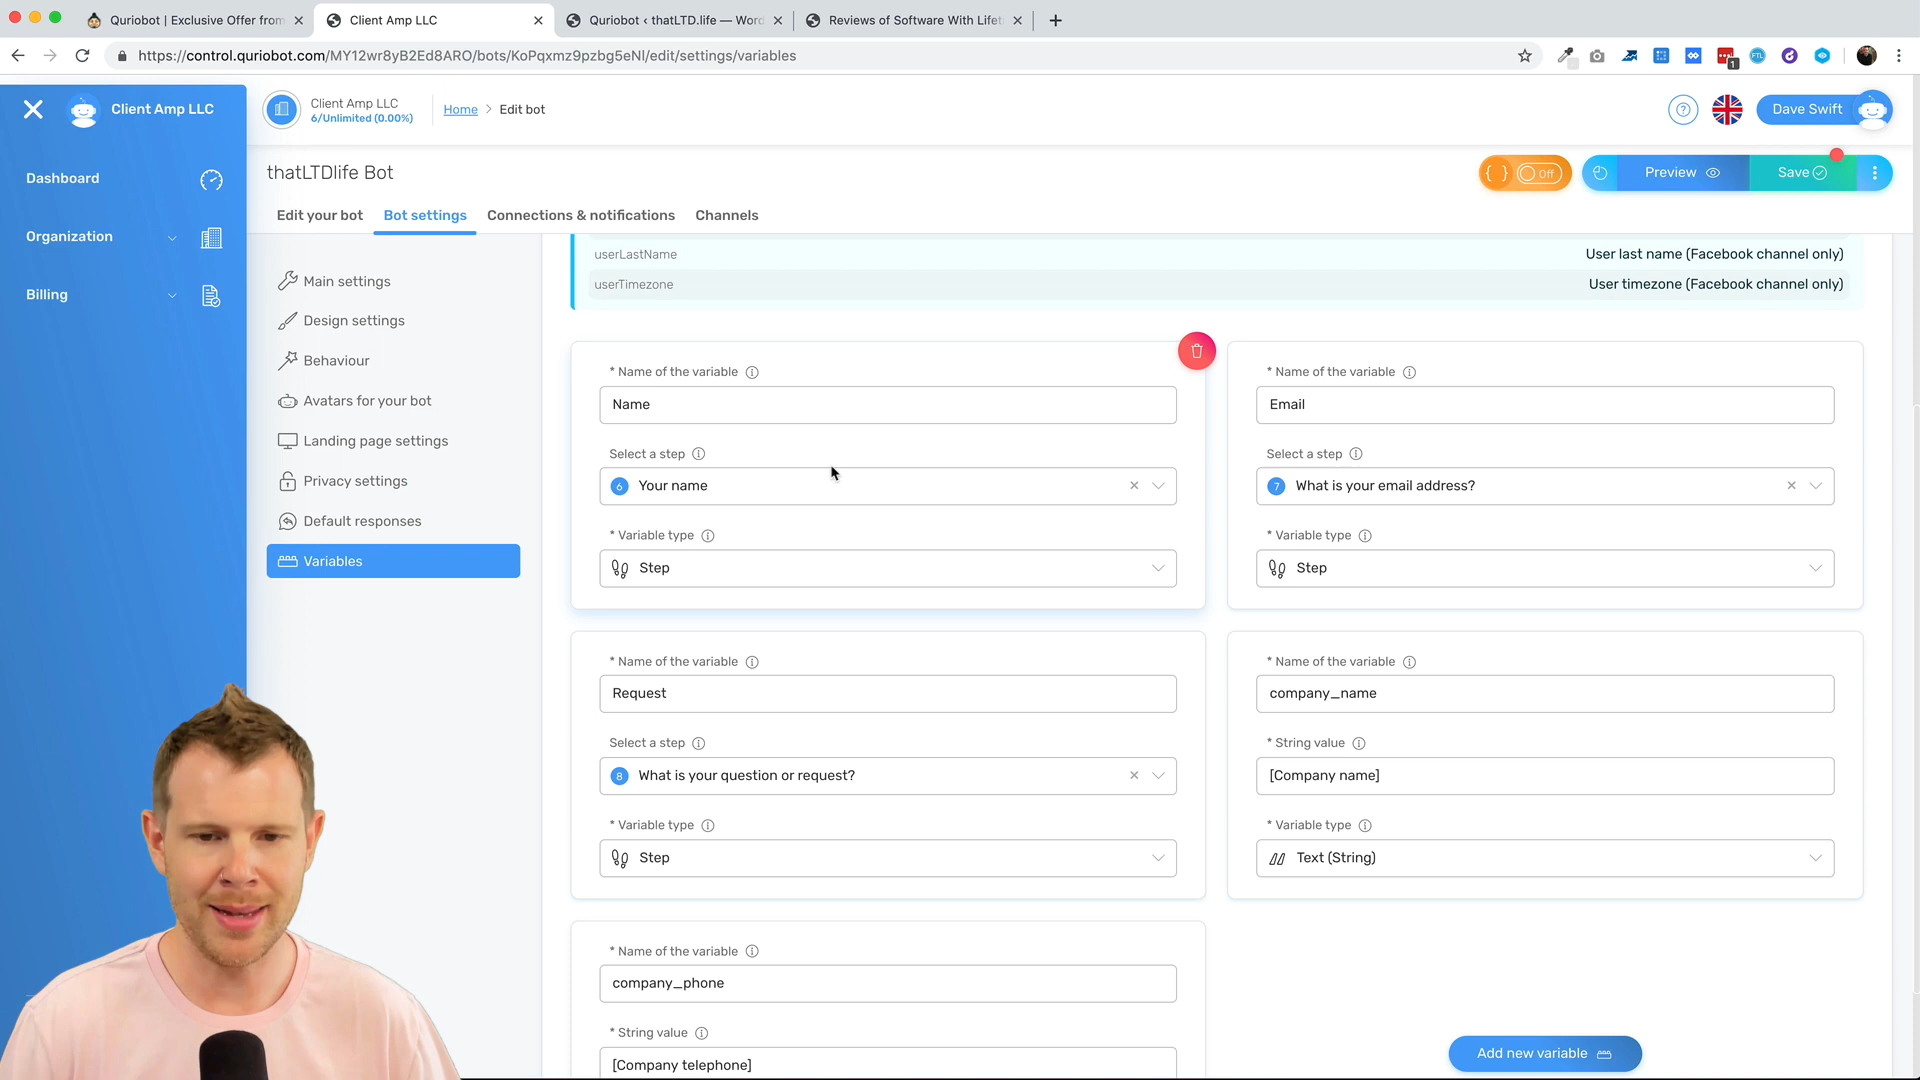 Quriobot | Exclusive Offer from
Client Amp LLC
Quriobot ‹ thatLTD.life — Word
Reviews of Software With Lifeti
https://control.quriobot.com/MY12wr8yB2Ed8ARO/bots/KoPqxmz9pzbg5eNl/edit/settings/variables
1
FTL
Client Amp LLC
Client Amp LLC
6/Unlimited (0.00%)
Home > Edit bot
Dave Swift
Dashboard
Organization
Billing
thatLTDlife Bot
{ } Off
Preview
Save
Edit your bot
Bot settings
Connections & notifications
Channels
Main settings
Design settings
Behaviour
Avatars for your bot
Landing page settings
Privacy settings
Default responses
Variables
userLastName User last name (Facebook channel only)
userTimezone User timezone (Facebook channel only)
* Name of the variable
Name
Select a step
6 Your name
* Variable type
Step
* Name of the variable
Email
Select a step
7 What is your email address?
* Variable type
Step
* Name of the variable
Request
Select a step
8 What is your question or request?
* Variable type
Step
* Name of the variable
company_name
* String value
[Company name]
* Variable type
Text (String)
* Name of the variable
company_phone
* String value
[Company telephone]
Add new variable